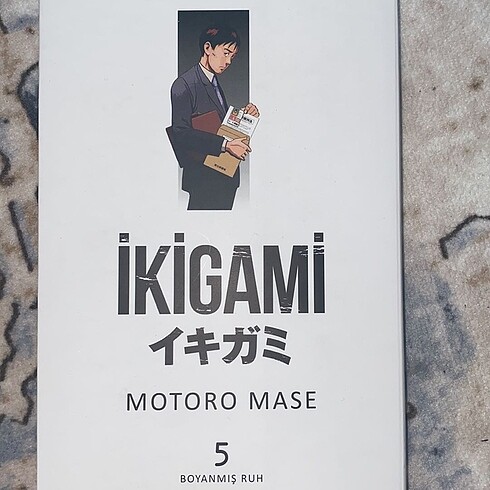 İKİGAMİ
イキガミ
MOTORO MASE
5
BOYANMIŞ RUH